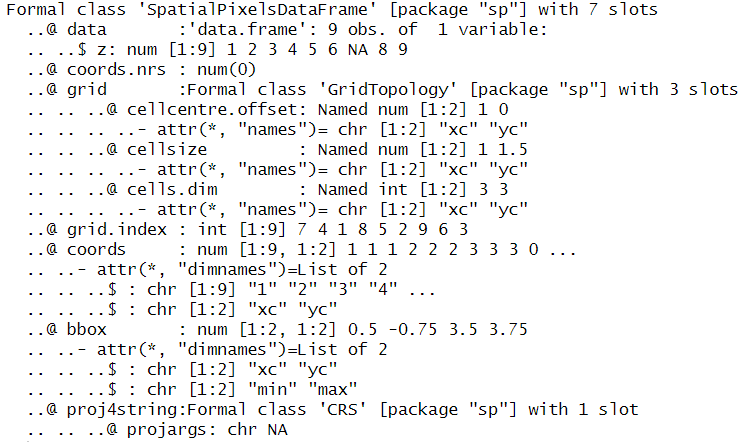 Formal class 'SpatialPixelsDataFrame' [package "sp"] with 7 slots
..@ data :'data.frame': 9 obs. of 1 variable:
.. ..$ z: num [1:9] 1 2 3 4 5 6 NA 8 9
..@ coords.nrs : num(0)
..@ grid :Formal class 'GridTopology' [package "sp"] with 3 slots
.. .. ..@ cellcentre.offset: Named num [1:2] 1 0
.. .. .. ..- attr(*, "names")= chr [1:2] "xc" "yc"
.. .. ..@ cellsize : Named num [1:2] 1 1.5
.. .. .. ..- attr(*, "names")= chr [1:2] "xc" "yc"
.. .. ..@ cells.dim : Named int [1:2] 3 3
.. .. .. ..- attr(*, "names")= chr [1:2] "xc" "yc"
..@ grid.index : int [1:9] 7 4 1 8 5 2 9 6 3
..@ coords : num [1:9, 1:2] 1 1 1 2 2 2 3 3 3 0 ...
.. ..- attr(*, "dimnames")=List of 2
.. .. ..$ : chr [1:9] "1" "2" "3" "4" ...
.. .. ..$ : chr [1:2] "xc" "yc"
..@ bbox : num [1:2, 1:2] 0.5 -0.75 3.5 3.75
.. ..- attr(*, "dimnames")=List of 2
.. .. ..$ : chr [1:2] "xc" "yc"
.. .. ..$ : chr [1:2] "min" "max"
..@ proj4string:Formal class 'CRS' [package "sp"] with 1 slot
.. .. ..@ projargs: chr NA